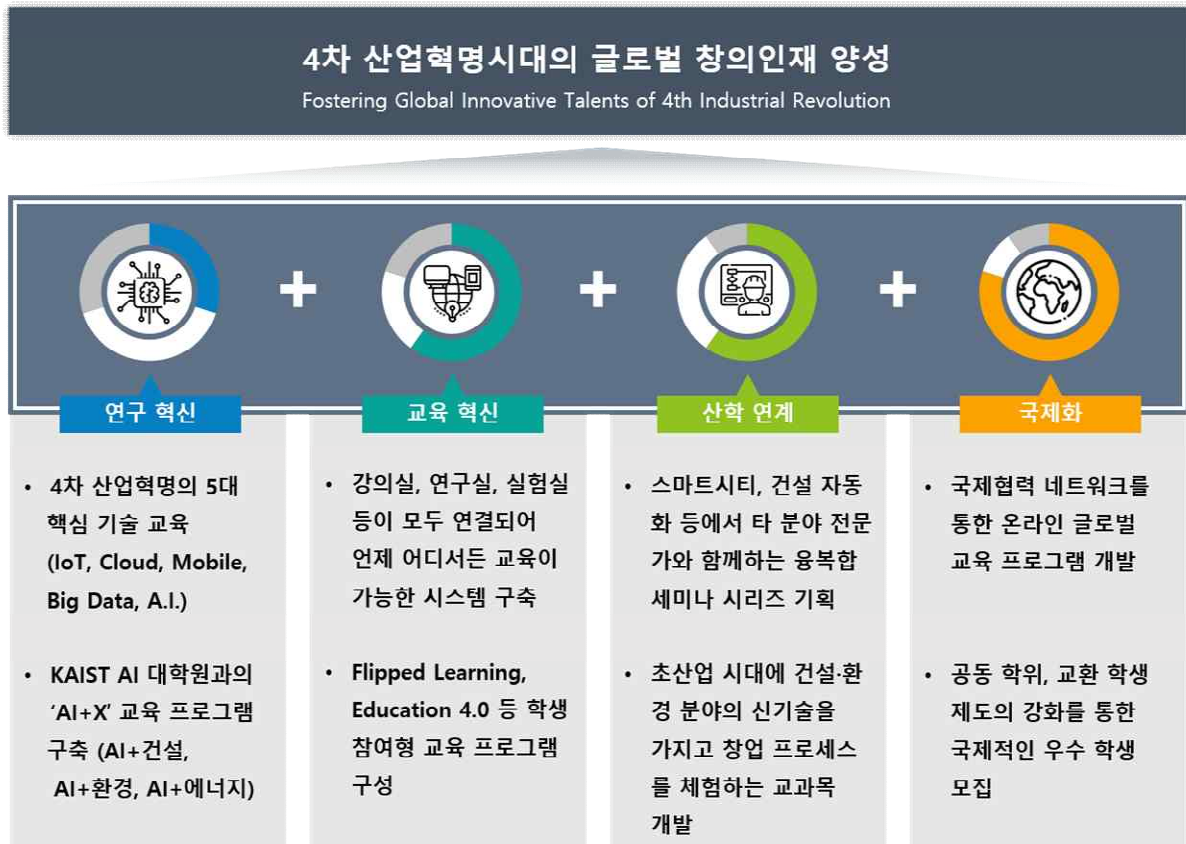 4차 산업혁명시대의 글로벌 창의인재 양성
Fostering Global Innovative Talents of 4th Industrial Revolution
연구 혁신
• 4차 산업혁명의 5대
핵심 기술 교육
(IoT, Cloud, Mobile,
Big Data, A.I.)
• KAIST AI 대학원과의
‘AI+X’ 교육 프로그램
구축 (AI+건설,
AI+환경, AI+에너지)
교육 혁신
• 강의실, 연구실, 실험실
등이 모두 연결되어
언제 어디서든 교육이
가능한 시스템 구축
• Flipped Learning,
Education 4.0 등 학생
참여형 교육 프로그램
구성
산학 연계
• 스마트시티, 건설 자동
화 등에서 타 분야 전문
가와 함께하는 융복합
세미나 시리즈 기획
• 초산업 시대에 건설·환
경 분야의 신기술을
가지고 창업 프로세스
를 체험하는 교과목
개발
국제화
• 국제협력 네트워크를
통한 온라인 글로벌
교육 프로그램 개발
• 공동 학위, 교환 학생
제도의 강화를 통한
국제적인 우수 학생
모집